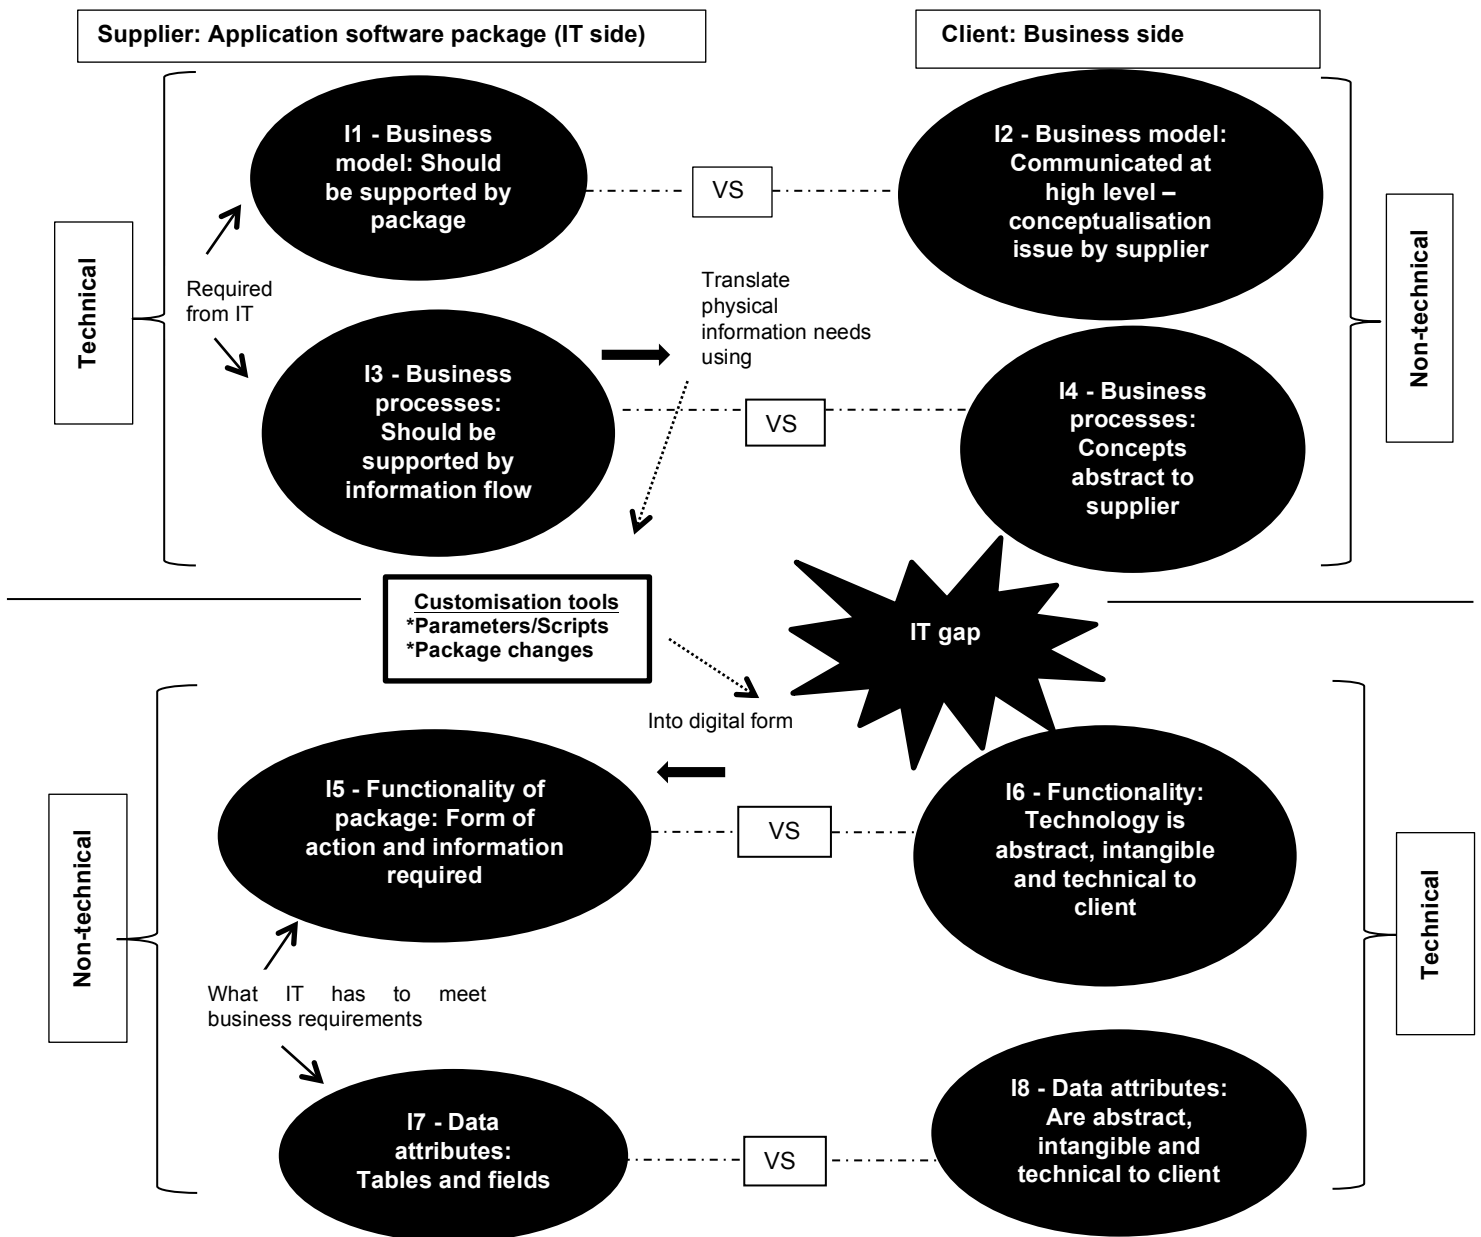 Supplier: Application software package (IT side)
Client: Business side
I1 - Business
model: Should
be supported by
package
VS
I2 - Business model:
Communicated at
high level –
conceptualisation
issue by supplier
Technical
Required
from IT
Translate
physical
information needs
using
Non-technical
I3 - Business
processes:
Should be
supported by
information flow
VS
I4 - Business
processes:
Concepts
abstract to
supplier
Customisation tools
*Parameters/Scripts
*Package changes
IT gap
Into digital form
I5 - Functionality of
package: Form of
action and information
required
VS
I6 - Functionality:
Technology is
abstract, intangible
and technical to
client
Non-technical
Technical
What IT has to meet
business requirements
I7 - Data
attributes:
Tables and fields
VS
I8 - Data attributes:
Are abstract,
intangible and
technical to client